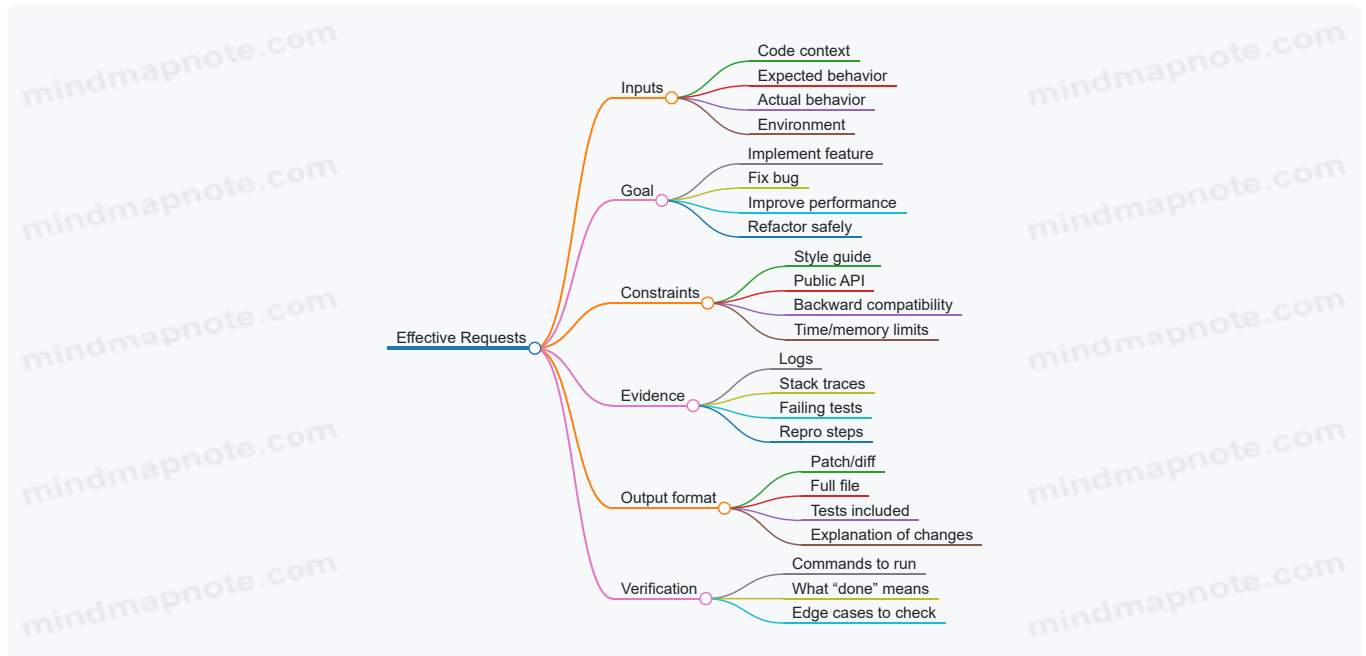 mindmapnote.com
mindmapnote.com
Effective Requests
Inputs
Code context
Expected behavior
Actual behavior
Environment
Goal
Implement feature
Fix bug
Improve performance
Refactor safely
Constraints
Style guide
Public API
Backward compatibility
Time/memory limits
Evidence
Logs
Stack traces
Failing tests
Repro steps
Output format
Patch/diff
Full file
Tests included
Explanation of changes
Verification
Commands to run
What “done” means
Edge cases to check
mindmapnote.com
mindmapnote.com
mindmapnote.com
mindmapnote.com
mindmapnote.com
mindmapnote.com
mindmapnote.com
mindmapnote.com